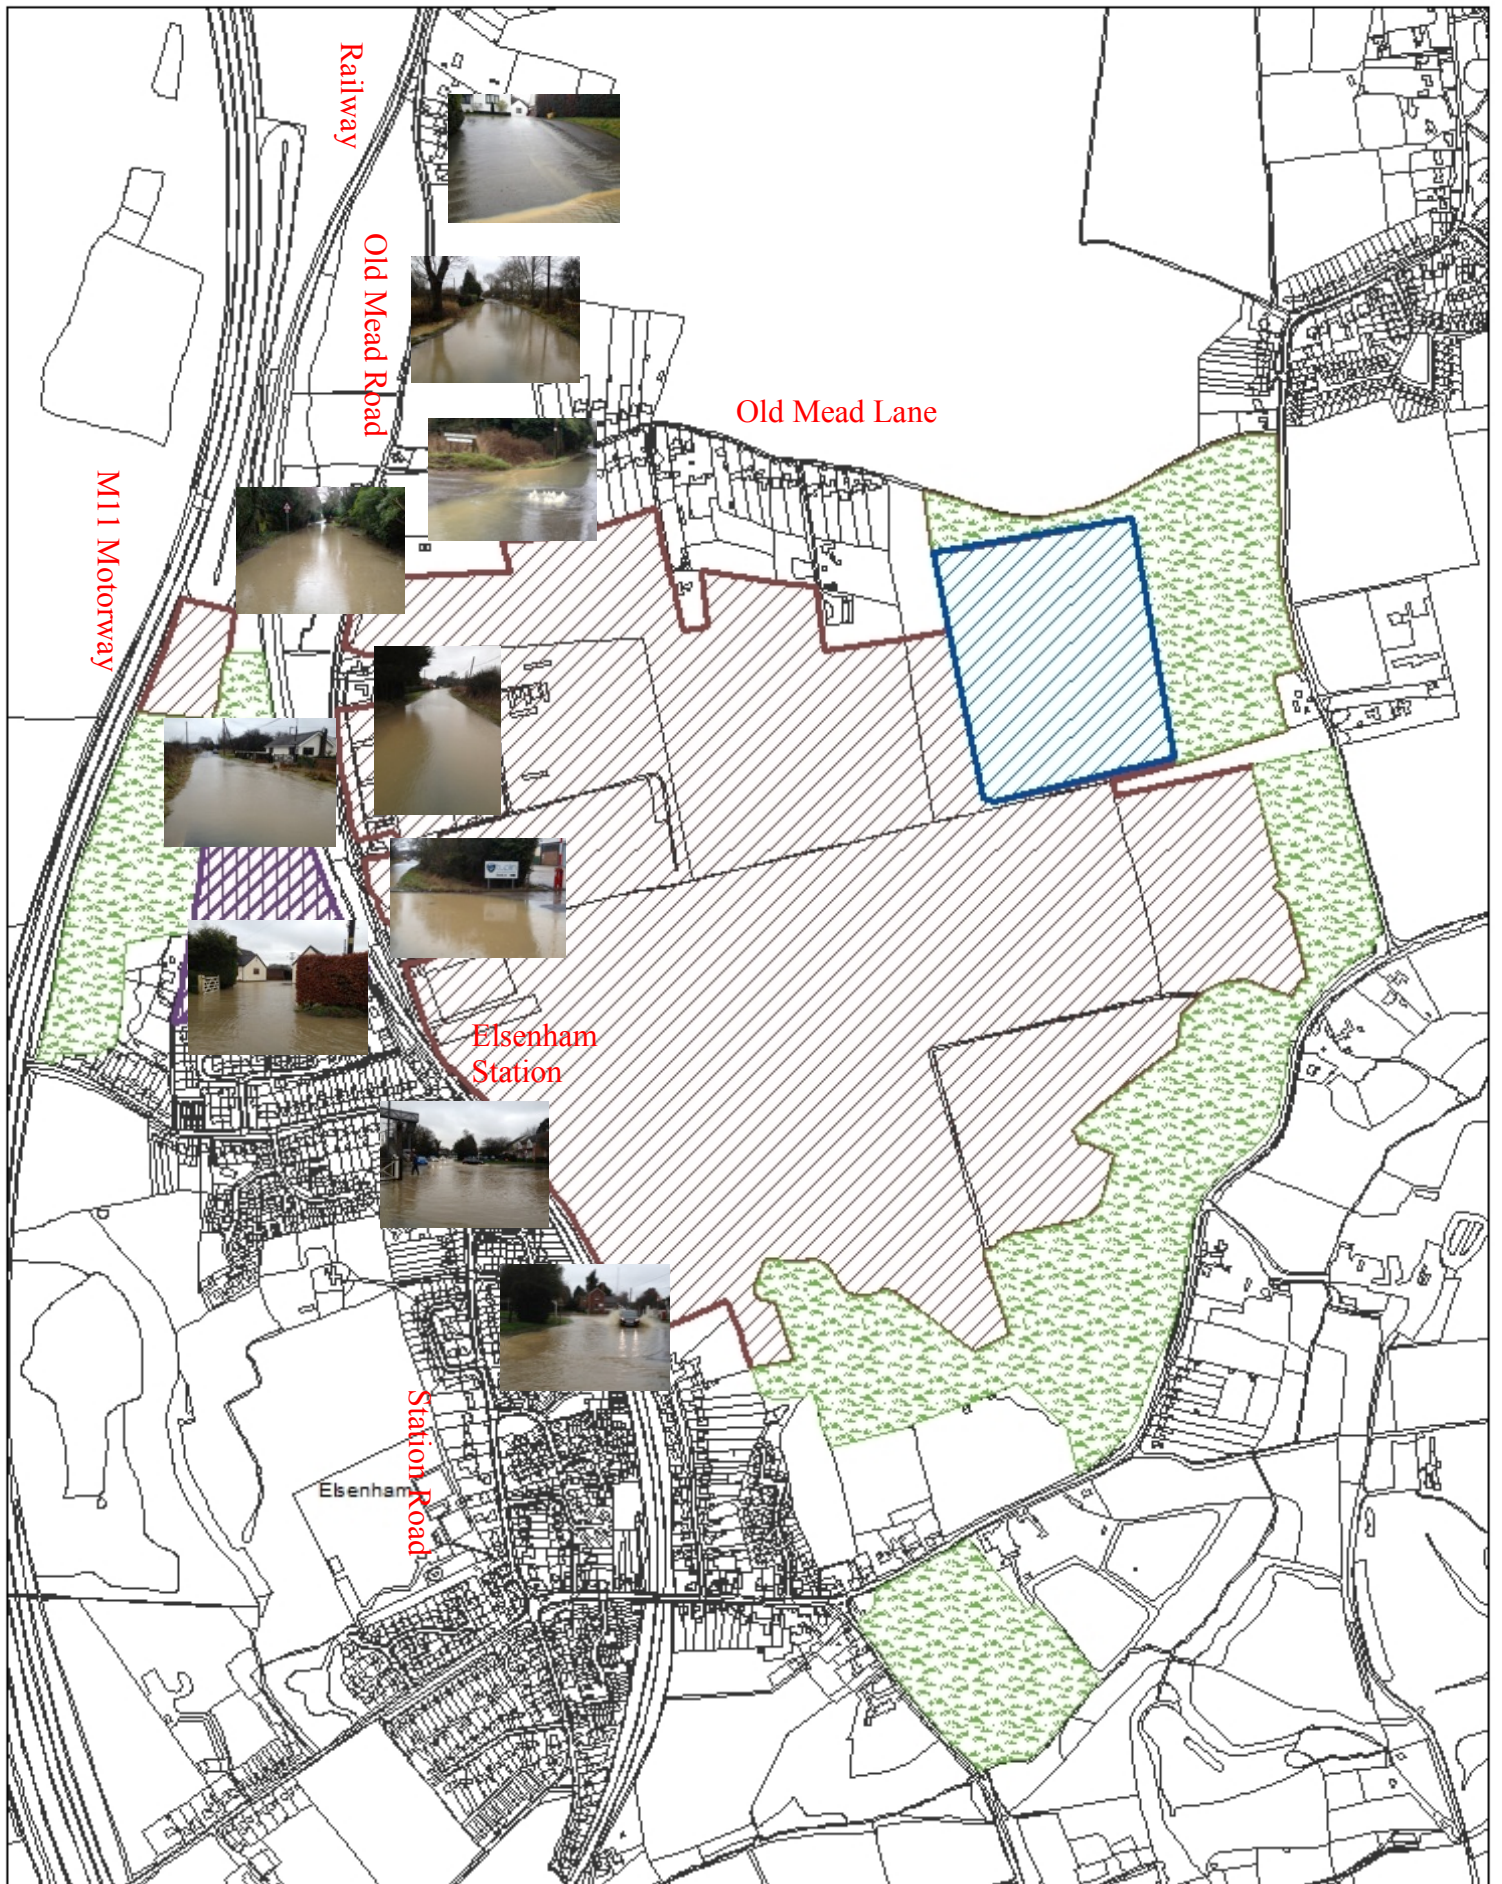 Railway
Old Mead Road
Old Mead Lane
M11 Motorway
Elsenham
Station
Station Road
Elsenham